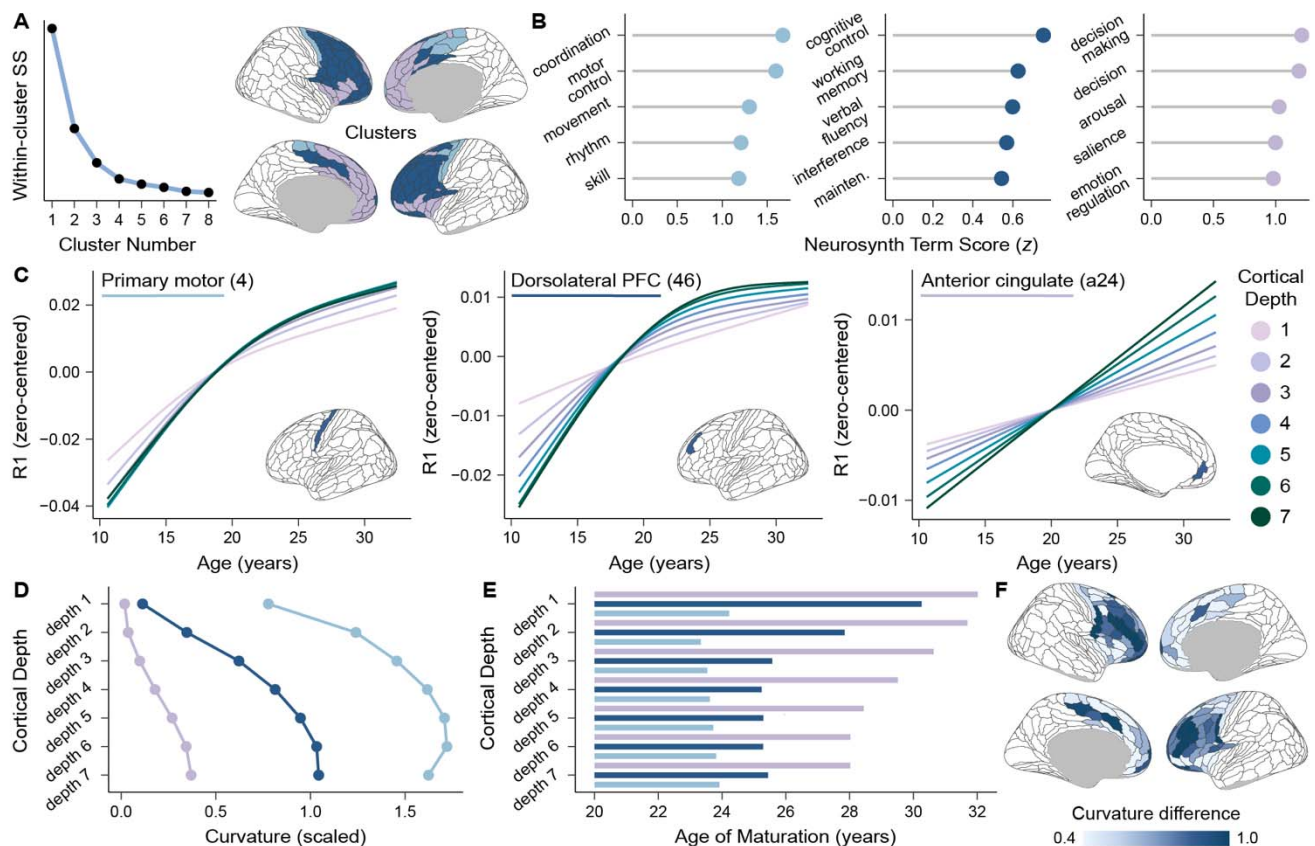 A
Within-cluster SS
1 2 3 4 5 6 7 8
Cluster Number
Clusters
B
coordination
motor
control
movement
rhythm
skill
0.0 0.5 1.0 1.5
cognitive
control
working
memory
verbal
fluency
interference
mainten.
0.0 0.2 0.4 0.6
decision
making
decision
arousal
salience
emotion
regulation
0.0 0.5 1.0
Neurosynth Term Score (z)
C
Primary motor (4)
R1 (zero-centered)
0.02
0.00
−0.02
−0.04
10 15 20 25 30
Age (years)
Dorsolateral PFC (46)
R1 (zero-centered)
0.01
0.00
−0.01
−0.02
10 15 20 25 30
Age (years)
Anterior cingulate (a24)
R1 (zero-centered)
0.01
0.00
−0.01
10 15 20 25 30
Age (years)
Cortical
Depth
1
2
3
4
5
6
7
D
Cortical Depth
depth 1
depth 2
depth 3
depth 4
depth 5
depth 6
depth 7
0.0 0.5 1.0 1.5
Curvature (scaled)
E
Cortical Depth
depth 1
depth 2
depth 3
depth 4
depth 5
depth 6
depth 7
20 22 24 26 28 30 32
Age of Maturation (years)
F
Curvature difference
0.4 1.0